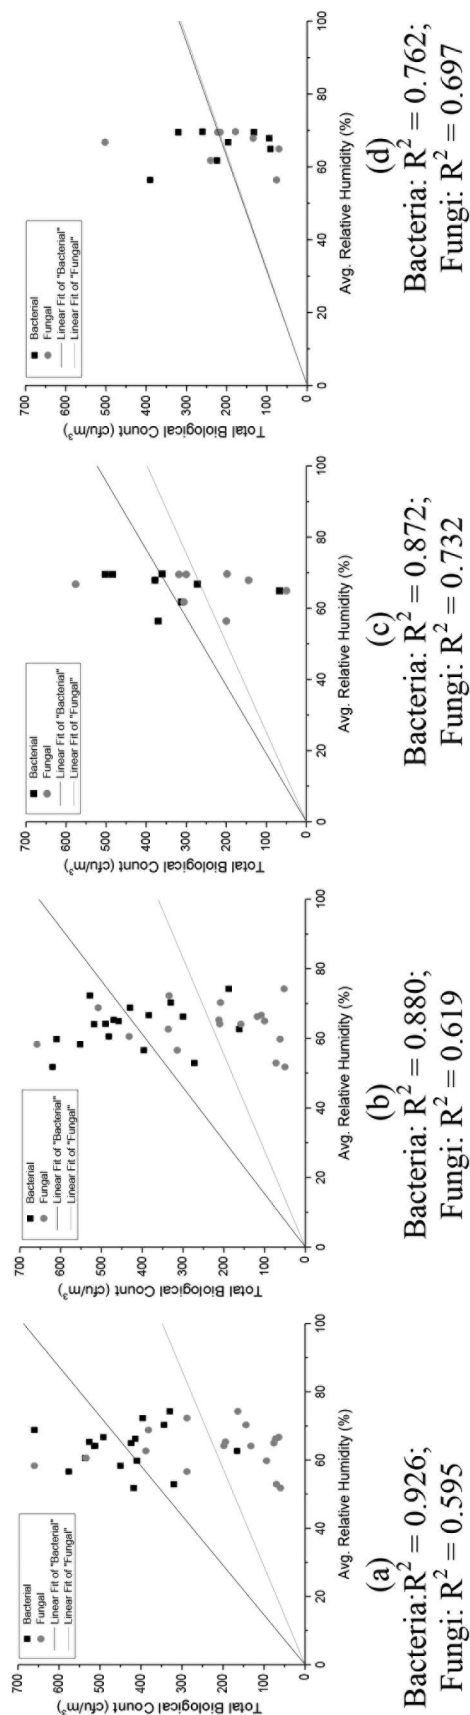 700
600
500
400
300
200
100
0
20
40
60
80
100
Total Biological Count (cfu/m³)
Avg. Relative Humidity (%)
Bacterial
Fungal
Linear Fit of "Bacterial"
Linear Fit of "Fungal"
(a)
Bacteria:R² = 0.926;
Fungi: R² = 0.595
700
600
500
400
300
200
100
0
20
40
60
80
100
Total Biological Count (cfu/m³)
Avg. Relative Humidity (%)
Bacterial
Fungal
Linear Fit of "Bacterial"
Linear Fit of "Fungal"
(b)
Bacteria: R² = 0.880;
Fungi: R² = 0.619
700
600
500
400
300
200
100
0
20
40
60
80
100
Total Biological Count (cfu/m³)
Avg. Relative Humidity (%)
Bacterial
Fungal
Linear Fit of "Bacterial"
Linear Fit of "Fungal"
(c)
Bacteria: R² = 0.872;
Fungi: R² = 0.732
700
600
500
400
300
200
100
0
20
40
60
80
100
Total Biological Count (cfu/m³)
Avg. Relative Humidity (%)
Bacterial
Fungal
Linear Fit of "Bacterial"
Linear Fit of "Fungal"
(d)
Bacteria: R² = 0.762;
Fungi: R² = 0.697